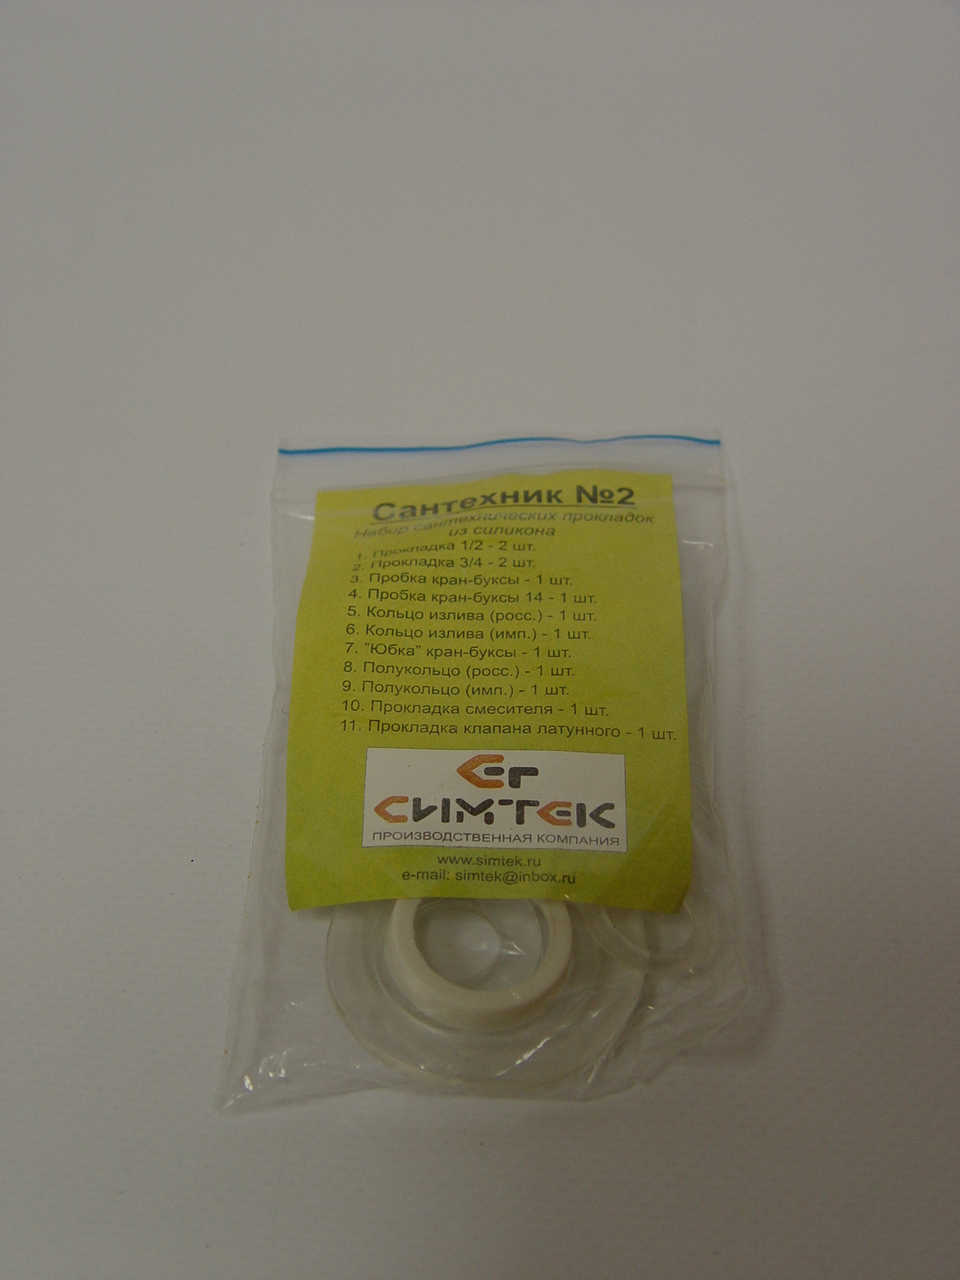 Сантехник №2
Набор сантехнических прокладок
из силикона
1. Прокладка 1/2 - 2 шт.
2. Прокладка 3/4 - 2 шт.
3. Пробка кран-буксы - 1 шт.
4. Пробка кран-буксы 14 - 1 шт.
5. Кольцо излива (росс.) - 1 шт.
6. Кольцо излива (имп.) - 1 шт.
7. "Юбка" кран-буксы - 1 шт.
8. Полукольцо (росс.) - 1 шт.
9. Полукольцо (имп.) - 1 шт.
10. Прокладка смесителя - 1 шт.
11. Прокладка клапана латунного - 1 шт.
СИМТЕК
ПРОИЗВОДСТВЕННАЯ КОМПАНИЯ
www.simtek.ru
e-mail: simtek@inbox.ru